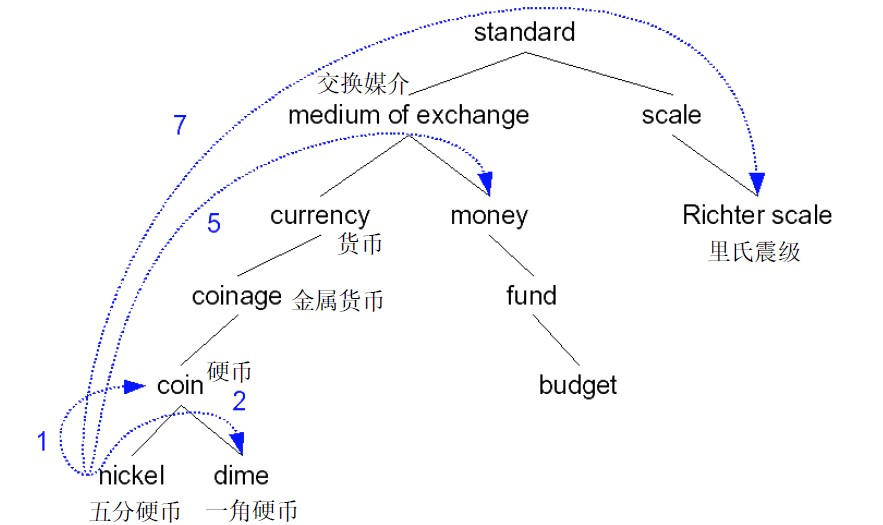 standard
交换媒介
medium of exchange
scale
7
5
currency
money
Richter scale
货币
里氏震级
coinage
金属货币
fund
coin
硬币
budget
2
1
nickel
dime
五分硬币
一角硬币